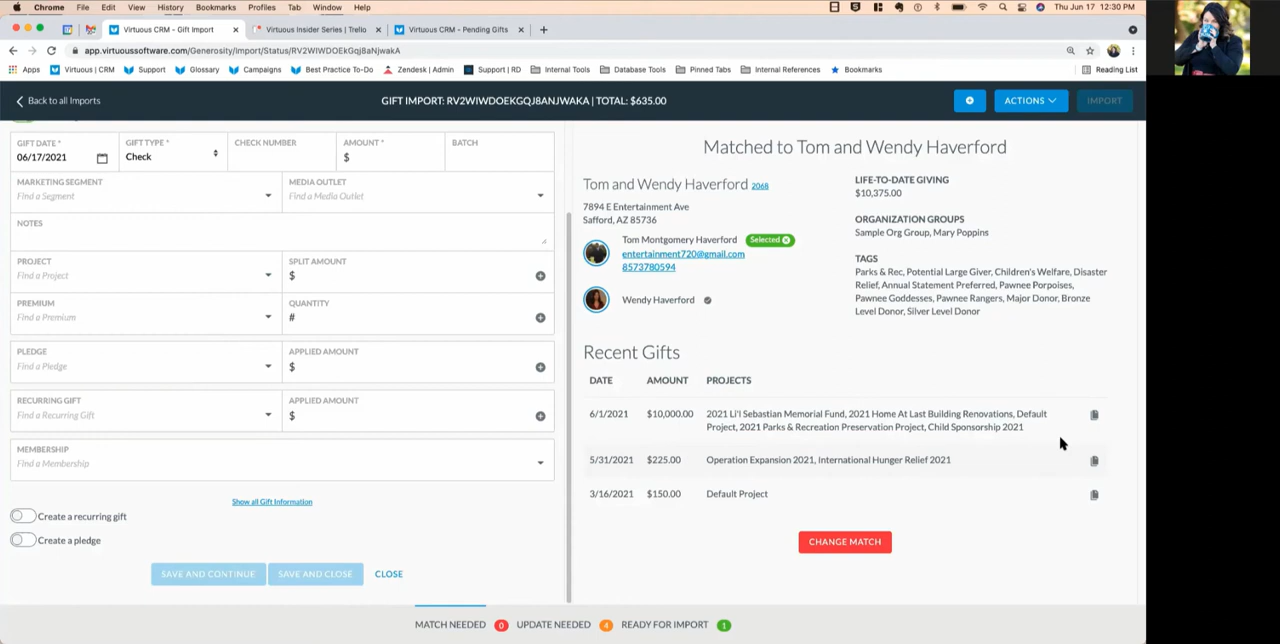 Chrome File Edit View History Bookmarks Profiles Tab Window Help Thu Jun 17 12:30 PM
Virtuous CRM - Gift Import × Virtuous Insider Series | Trello × Virtuous CRM - Pending Gifts × +
app.virtuoussoftware.com/Generosity/Import/Status/RV2WIWDOEkGqj8aNjwakA
Apps Virtuous | CRM Support Glossary Campaigns Best Practice To-Do Zendesk | Admin Support | RD Internal Tools Database Tools Pinned Tabs Internal References Bookmarks Reading List
Back to all Imports GIFT IMPORT: RV2WIWDOEKGQJ8ANJWAKA | TOTAL: $635.00 ACTIONS IMPORT
GIFT DATE * GIFT TYPE * CHECK NUMBER AMOUNT * BATCH
06/17/2021 Check $
MARKETING SEGMENT MEDIA OUTLET
Find a Segment Find a Media Outlet
NOTES
PROJECT SPLIT AMOUNT
Find a Project $
PREMIUM QUANTITY
Find a Premium #
PLEDGE APPLIED AMOUNT
Find a Pledge $
RECURRING GIFT APPLIED AMOUNT
Find a Recurring Gift $
MEMBERSHIP
Find a Membership
Show all Gift Information
Create a recurring gift
Create a pledge
SAVE AND CONTINUE SAVE AND CLOSE CLOSE
Matched to Tom and Wendy Haverford
Tom and Wendy Haverford 2068
7894 E Entertainment Ave
Safford, AZ 85736
Tom Montgomery Haverford Selected
entertainment720@gmail.com
8573780594
Wendy Haverford
LIFE-TO-DATE GIVING
$10,375.00
ORGANIZATION GROUPS
Sample Org Group, Mary Poppins
TAGS
Parks & Rec, Potential Large Giver, Children's Welfare, Disaster
Relief, Annual Statement Preferred, Pawnee Porpoises,
Pawnee Goddesses, Pawnee Rangers, Major Donor, Bronze
Level Donor, Silver Level Donor
Recent Gifts
DATE AMOUNT PROJECTS
6/1/2021 $10,000.00 2021 Li'l Sebastian Memorial Fund, 2021 Home At Last Building Renovations, Default
Project, 2021 Parks & Recreation Preservation Project, Child Sponsorship 2021
5/31/2021 $225.00 Operation Expansion 2021, International Hunger Relief 2021
3/16/2021 $150.00 Default Project
CHANGE MATCH
MATCH NEEDED 0 UPDATE NEEDED 4 READY FOR IMPORT 1